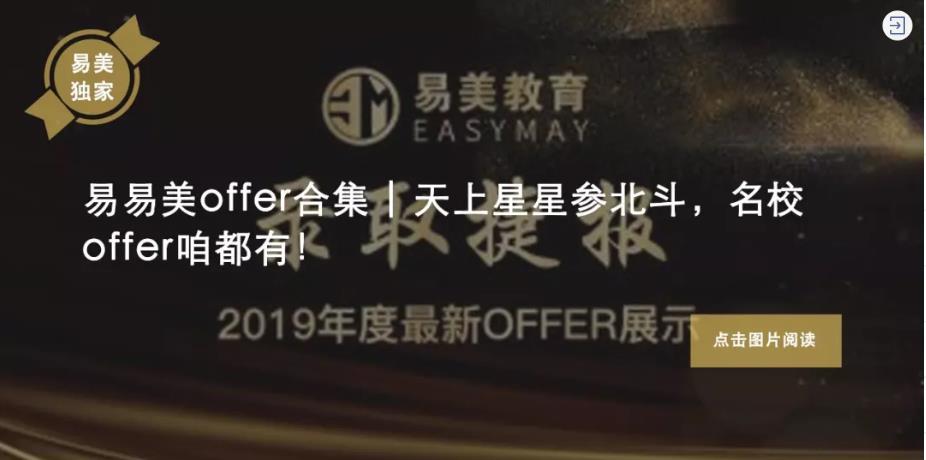 易美
独家
易美教育
EASYMAY
易易美offer合集｜天上星星参北斗，名校
offer咱都有！
录取捷报
2019年度最新OFFER展示
点击图片阅读